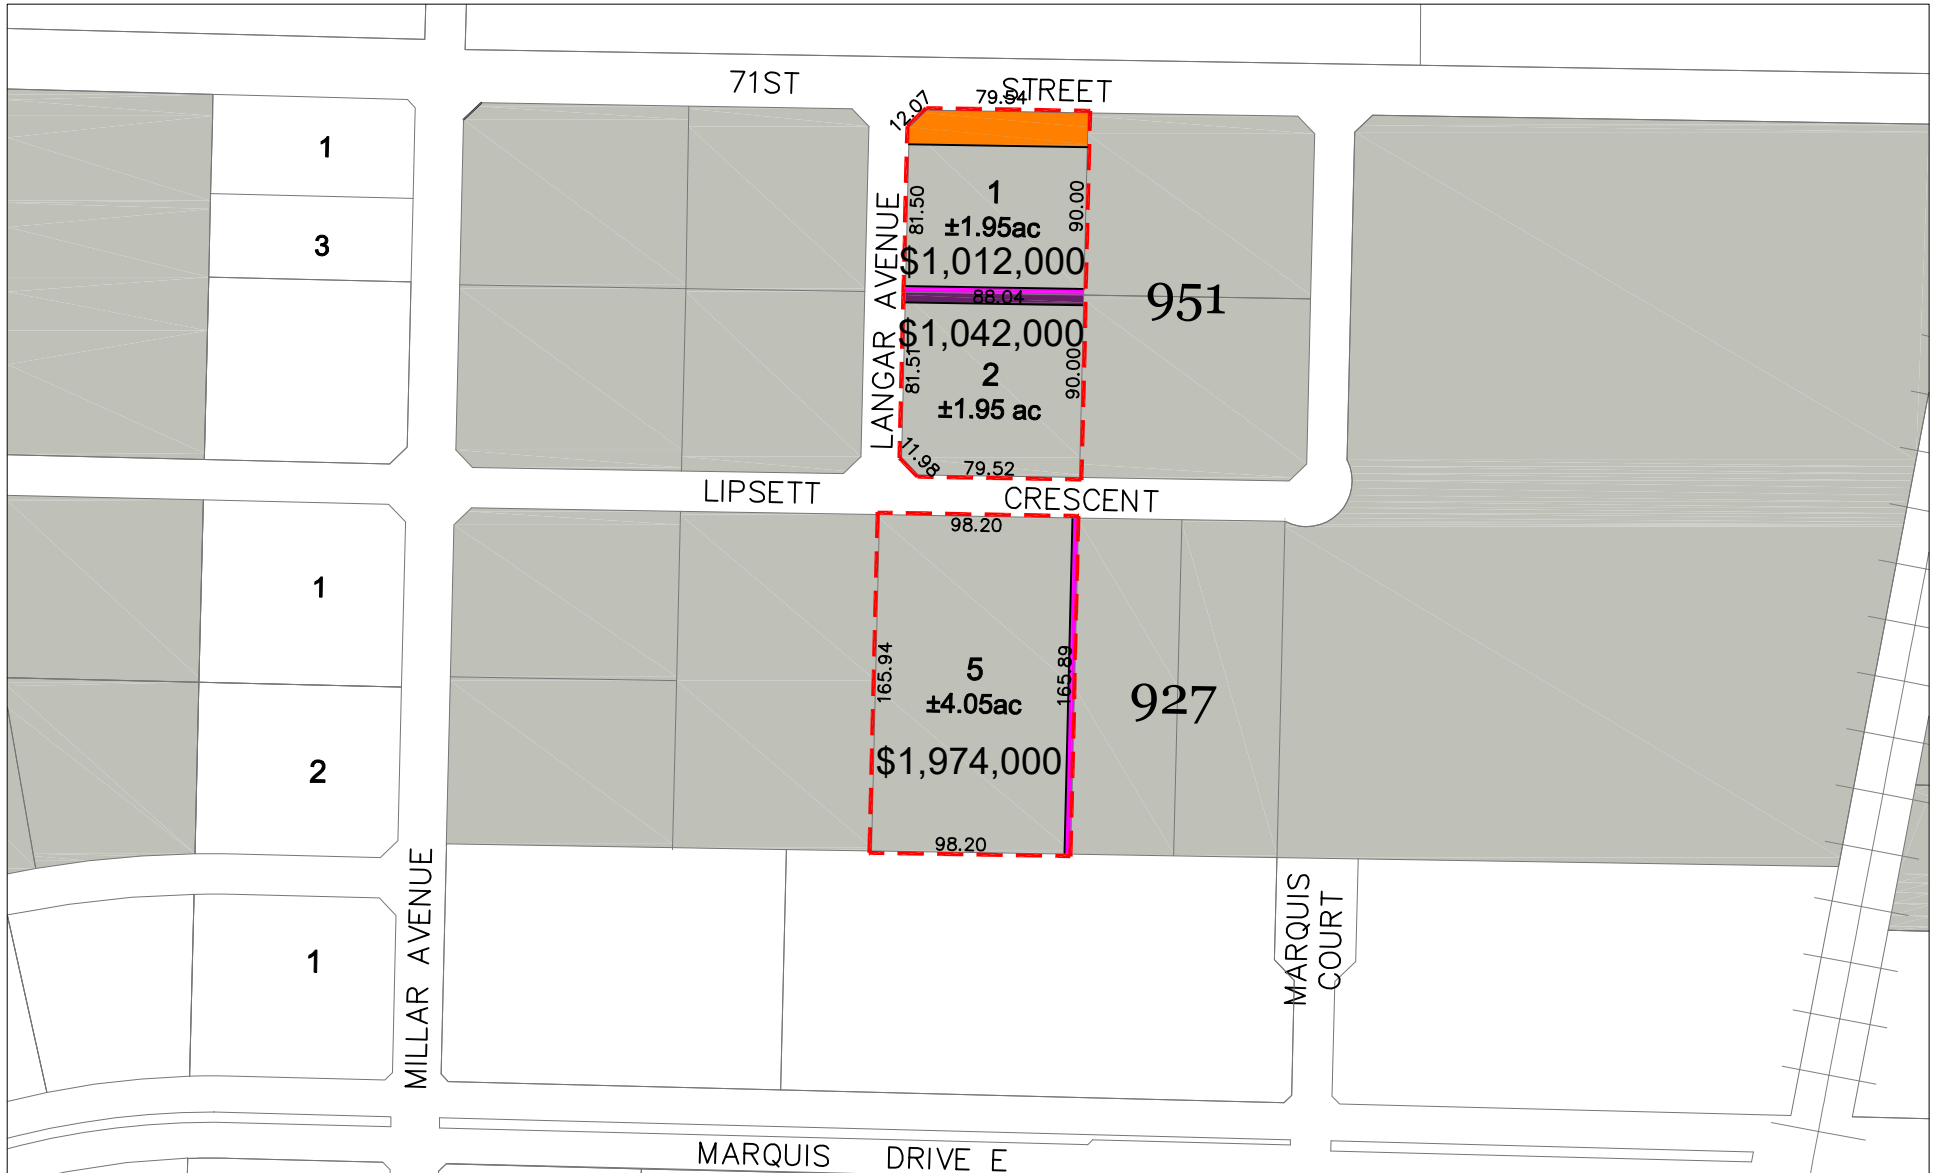 71ST STREET
12.07
79.54
1
1
±1.95ac
81.50
90.00
$1,012,000
LANGAR AVENUE
3
88.04
951
$1,042,000
81.51
90.00
2
±1.95 ac
11.98
79.52
LIPSETT CRESCENT
98.20
1
165.94
165.89
5
±4.05ac
927
$1,974,000
2
98.20
MILLAR AVENUE
MARQUIS
COURT
1
MARQUIS DRIVE E